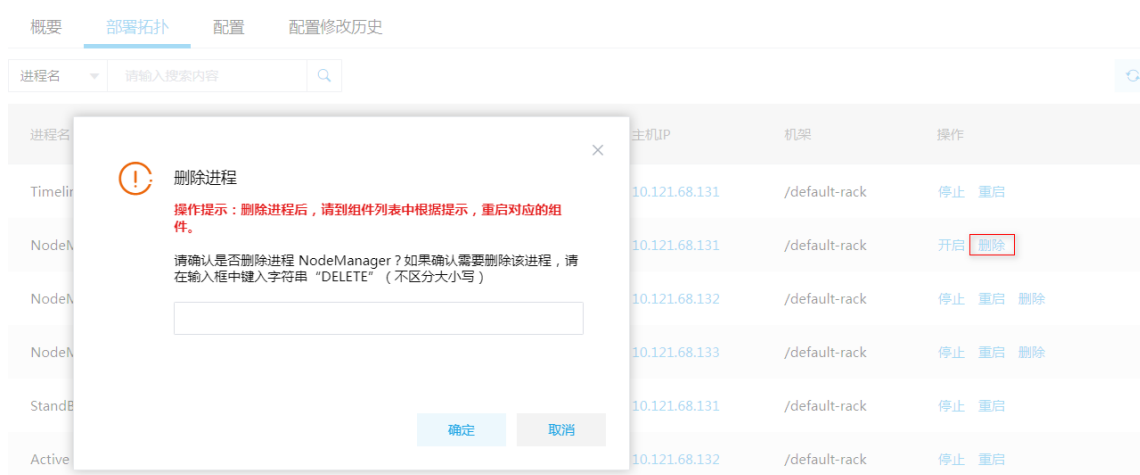 概要 部署拓扑 配置 配置修改历史
进程名 请输入搜索内容
进程名 主机IP 机架 操作
删除进程
操作提示：删除进程后，请到组件列表中根据提示，重启对应的组
件。
请确认是否删除进程 NodeManager？如果确认需要删除该进程，请
在输入框中键入字符串“DELETE”（不区分大小写）
确定 取消
Timelin 10.121.68.131 /default-rack 停止 重启
NodeM 10.121.68.131 /default-rack 开启 删除
NodeM 10.121.68.132 /default-rack 停止 重启 删除
NodeM 10.121.68.133 /default-rack 停止 重启 删除
StandB 10.121.68.131 /default-rack 停止 重启
Active 10.121.68.132 /default-rack 停止 重启